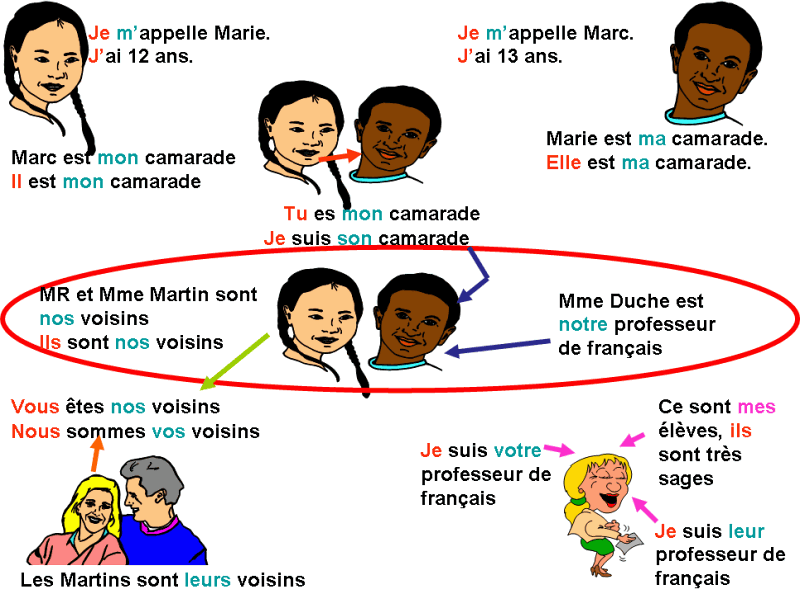 Je m’appelle Marie.
J’ai 12 ans.
Je m’appelle Marc.
J’ai 13 ans.
Marc est mon camarade
Il est mon camarade
Marie est ma camarade.
Elle est ma camarade.
Tu es mon camarade
Je suis son camarade
MR et Mme Martin sont
nos voisins
Ils sont nos voisins
Mme Duche est
notre professeur
de français
Vous êtes nos voisins
Nous sommes vos voisins
Les Martins sont leurs voisins
Je suis votre
professeur de
français
Ce sont mes
élèves, ils
sont très
sages
Je suis leur
professeur de
français